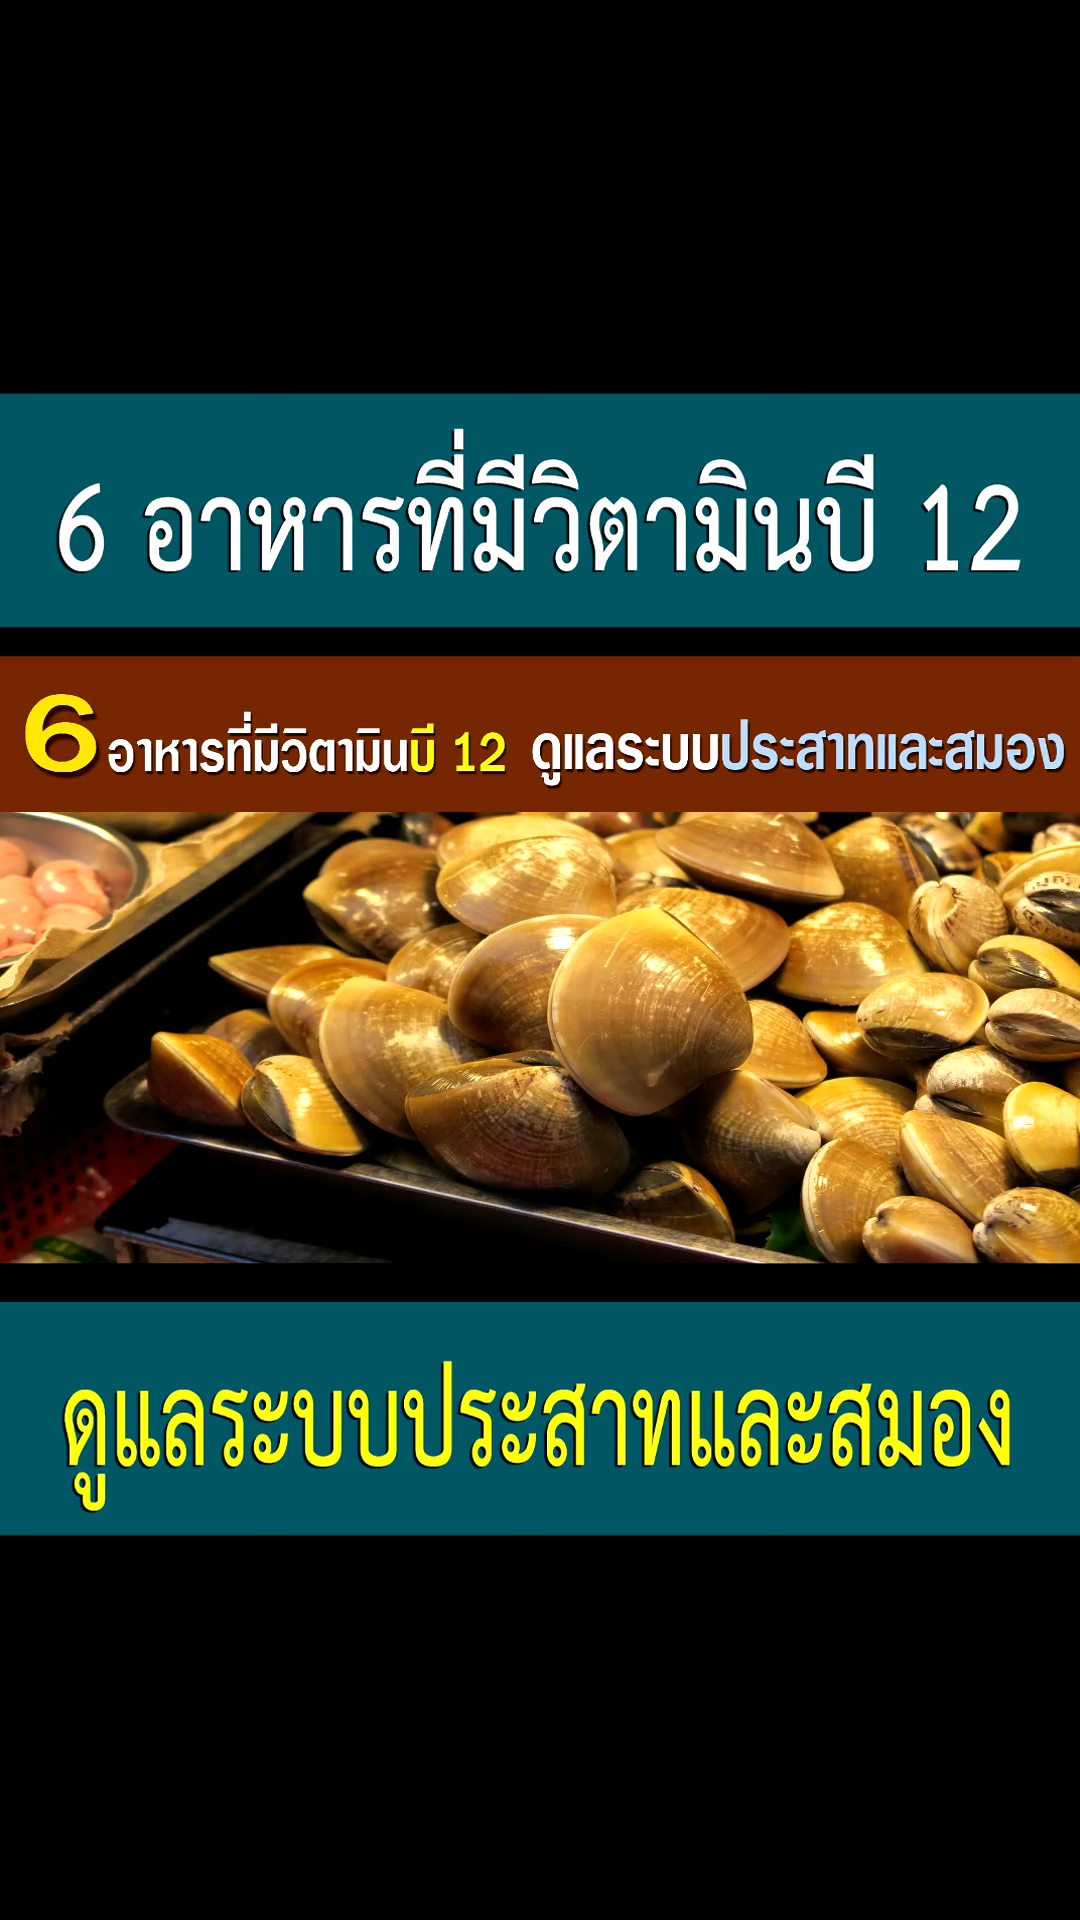 6 อาหารที่มีวิตามินบี 12
6 อาหารที่มีวิตามินบี 12 ดูแลระบบประสาทและสมอง
ดูแลระบบประสาทและสมอง